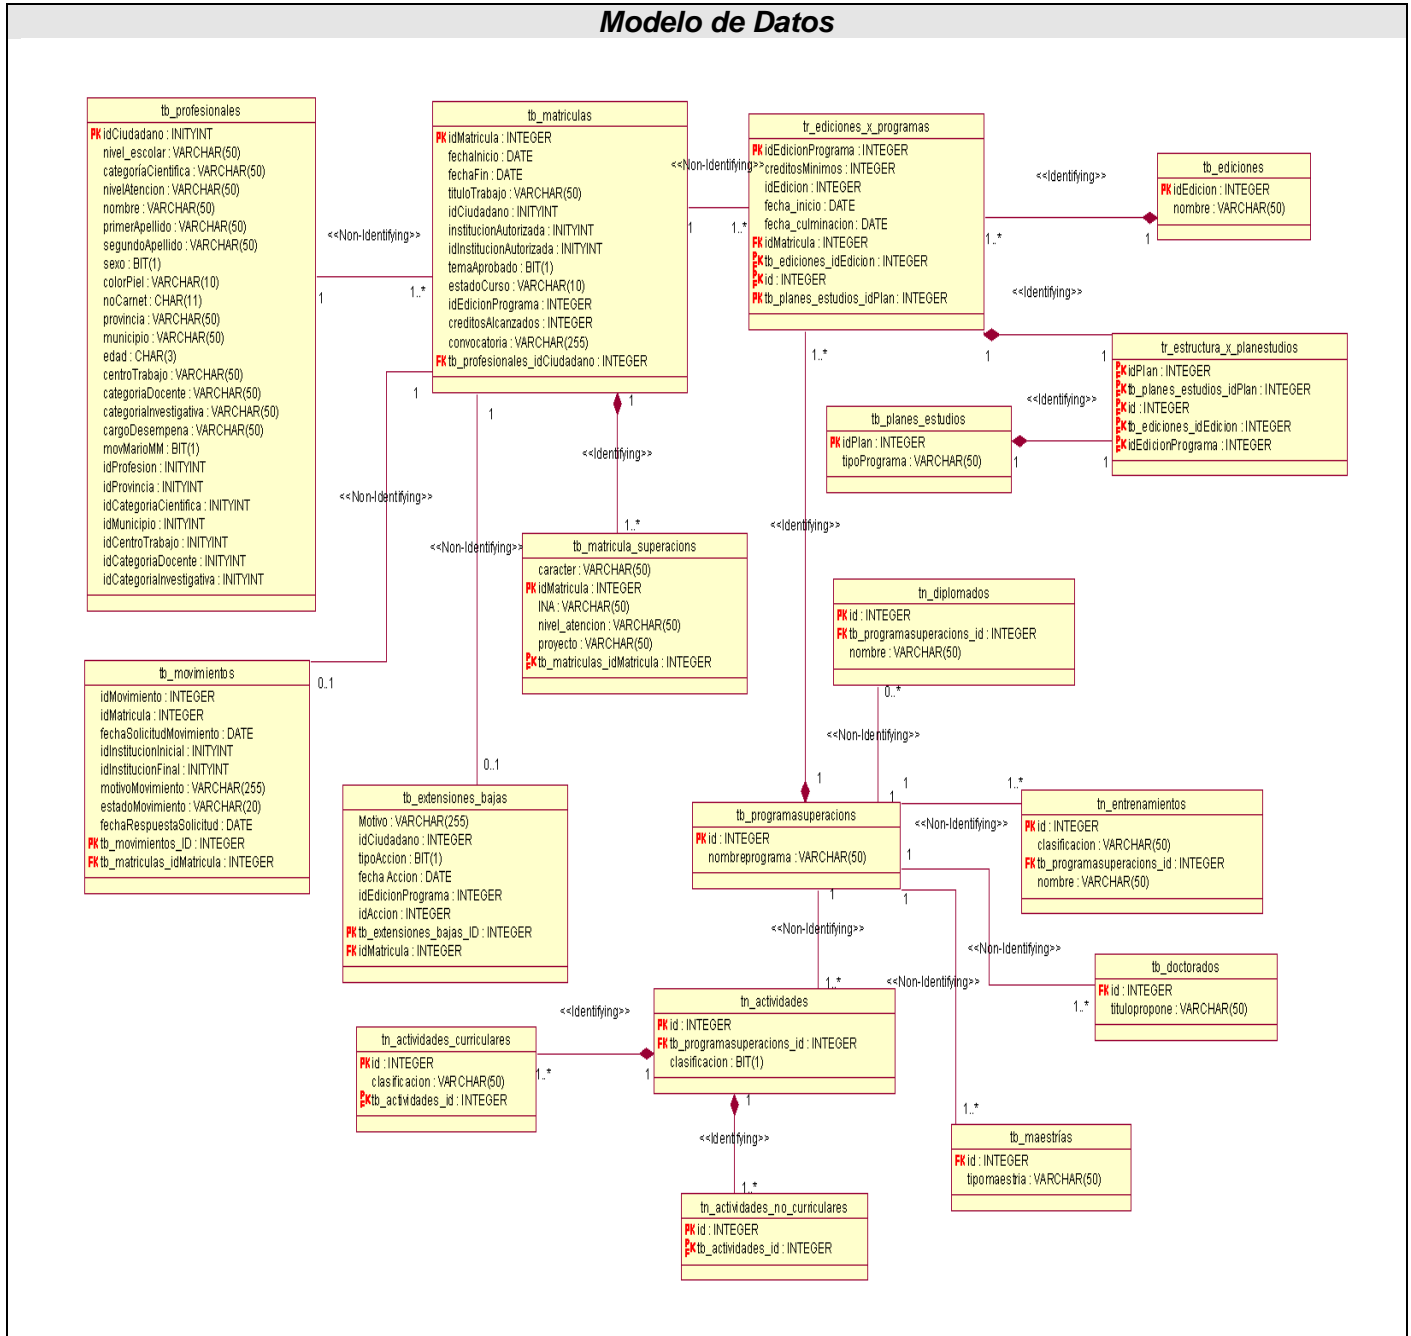 Modelo de Datos
tb_profesionales
PK idCiudadano : INITYINT
nivel_escolar : VARCHAR(50)
categoríaCientifica : VARCHAR(50)
nivelAtencion : VARCHAR(50)
nombre : VARCHAR(50)
primerApellido : VARCHAR(50)
segundoApellido : VARCHAR(50)
sexo : BIT(1)
colorPiel : VARCHAR(10)
noCarnet : CHAR(11)
provincia : VARCHAR(50)
municipio : VARCHAR(50)
edad : CHAR(3)
centroTrabajo : VARCHAR(50)
categoriaDocente : VARCHAR(50)
categoriaInvestigativa : VARCHAR(50)
cargoDesempena : VARCHAR(50)
movMarioMM : BIT(1)
idProfesion : INITYINT
idProvincia : INITYINT
idCategoriaCientifica : INITYINT
idMunicipio : INITYINT
idCentroTrabajo : INITYINT
idCategoriaDocente : INITYINT
idCategoriaInvestigativa : INITYINT
<<Non-Identifying>>
1
1..*
tb_matriculas
PK idMatricula : INTEGER
fechaInicio : DATE
fechaFin : DATE
tituloTrabajo : VARCHAR(50)
idCiudadano : INITYINT
institucionAutorizada : INITYINT
idInstitucionAutorizada : INITYINT
temaAprobado : BIT(1)
estadoCurso : VARCHAR(10)
idEdicionPrograma : INTEGER
creditosAlcanzados : INTEGER
convocatoria : VARCHAR(255)
FK tb_profesionales_idCiudadano : INTEGER
<<Non-Identifying>>
1
1..*
tr_ediciones_x_programas
PK idEdicionPrograma : INTEGER
creditosMinimos : INTEGER
idEdicion : INTEGER
fecha_inicio : DATE
fecha_culminacion : DATE
FK idMatricula : INTEGER
PFK tb_ediciones_idEdicion : INTEGER
PFK id : INTEGER
PK tb_planes_estudios_idPlan : INTEGER
<<Identifying>>
1..*
1
tb_ediciones
PK idEdicion : INTEGER
nombre : VARCHAR(50)
<<Identifying>>
1
1
tr_estructura_x_planestudios
PFK idPlan : INTEGER
PFK tb_planes_estudios_idPlan : INTEGER
PFK id : INTEGER
PFK tb_ediciones_idEdicion : INTEGER
PFK idEdicionPrograma : INTEGER
<<Identifying>>
1
1
tb_planes_estudios
PK idPlan : INTEGER
tipoPrograma : VARCHAR(50)
1..*
<<Identifying>>
1
1
<<Non-Identifying>>
0..1
1
<<Non-Identifying>>
0..1
1
<<Identifying>>
1..*
tb_matricula_superacions
caracter : VARCHAR(50)
PK idMatricula : INTEGER
INA : VARCHAR(50)
nivel_atencion : VARCHAR(50)
proyecto : VARCHAR(50)
PFK tb_matriculas_idMatricula : INTEGER
tn_diplomados
PK id : INTEGER
FK tb_programasuperacions_id : INTEGER
nombre : VARCHAR(50)
0..*
<<Non-Identifying>>
1
tb_movimientos
idMovimiento : INTEGER
idMatricula : INTEGER
fechaSolicitudMovimiento : DATE
idInstitucionInicial : INITYINT
idInstitucionFinal : INITYINT
motivoMovimiento : VARCHAR(255)
estadoMovimiento : VARCHAR(20)
fechaRespuestaSolicitud : DATE
PK tb_movimientos_ID : INTEGER
FK tb_matriculas_idMatricula : INTEGER
tb_extensiones_bajas
Motivo : VARCHAR(255)
idCiudadano : INTEGER
tipoAccion : BIT(1)
fecha Accion : DATE
idEdicionPrograma : INTEGER
idAccion : INTEGER
PK tb_extensiones_bajas_ID : INTEGER
FK idMatricula : INTEGER
tb_programasuperacions
PK id : INTEGER
nombreprograma : VARCHAR(50)
1
1..*
<<Non-Identifying>>
tn_entrenamientos
PK id : INTEGER
clasificacion : VARCHAR(50)
FK tb_programasuperacions_id : INTEGER
nombre : VARCHAR(50)
1
<<Non-Identifying>>
1..*
tb_doctorados
FK id : INTEGER
titulopropone : VARCHAR(50)
1
<<Non-Identifying>>
1..*
tb_maestrías
FK id : INTEGER
tipomaestria : VARCHAR(50)
1
<<Non-Identifying>>
1..*
tn_actividades
PK id : INTEGER
FK tb_programasuperacions_id : INTEGER
clasificacion : BIT(1)
<<Identifying>>
1..*
1
tn_actividades_curriculares
PK id : INTEGER
clasificacion : VARCHAR(50)
PFK tb_actividades_id : INTEGER
1
<<Identifying>>
1..*
tn_actividades_no_curriculares
PK id : INTEGER
PFK tb_actividades_id : INTEGER